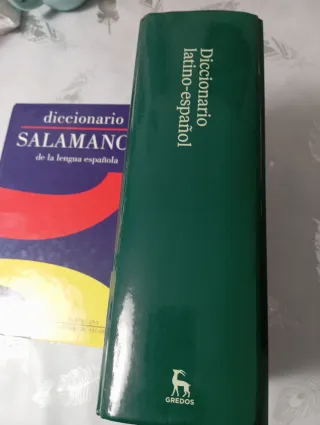 diccionario
SALAMANC
de la lengua española
Diccionario
latino-español
GREDOS